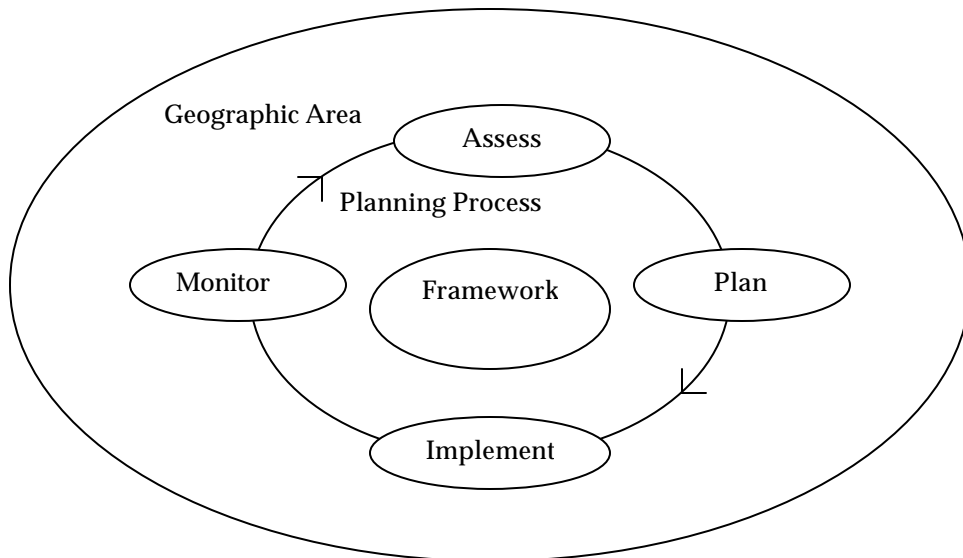 Geographic Area
Assess
Planning Process
Monitor
Framework
Plan
Implement